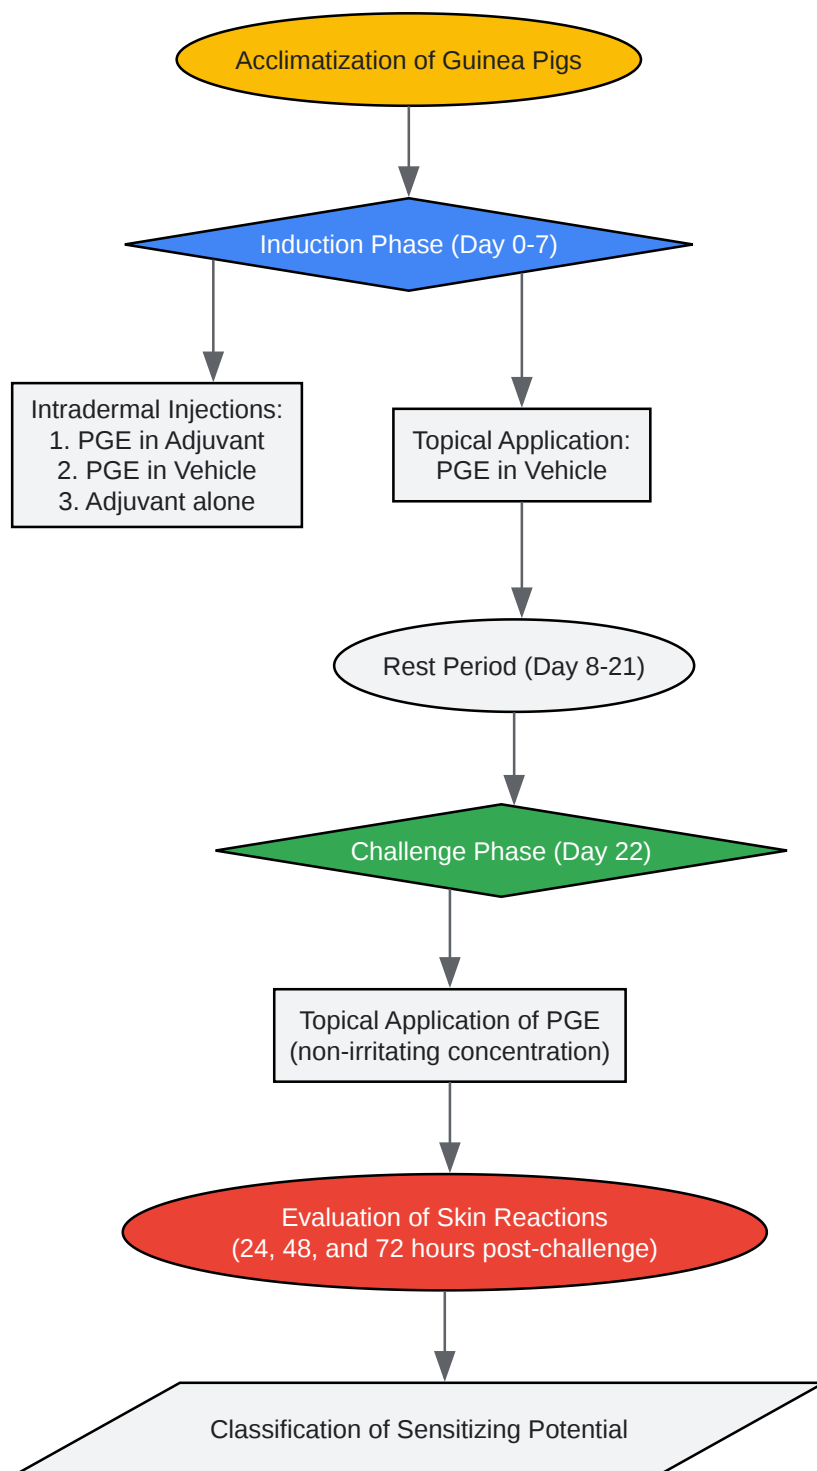 Acclimatization of Guinea Pigs
Induction Phase (Day 0-7)
Intradermal Injections:
1. PGE in Adjuvant
2. PGE in Vehicle
3. Adjuvant alone
Topical Application:
PGE in Vehicle
Rest Period (Day 8-21)
Challenge Phase (Day 22)
Topical Application of PGE
(non-irritating concentration)
Evaluation of Skin Reactions
(24, 48, and 72 hours post-challenge)
Classification of Sensitizing Potential